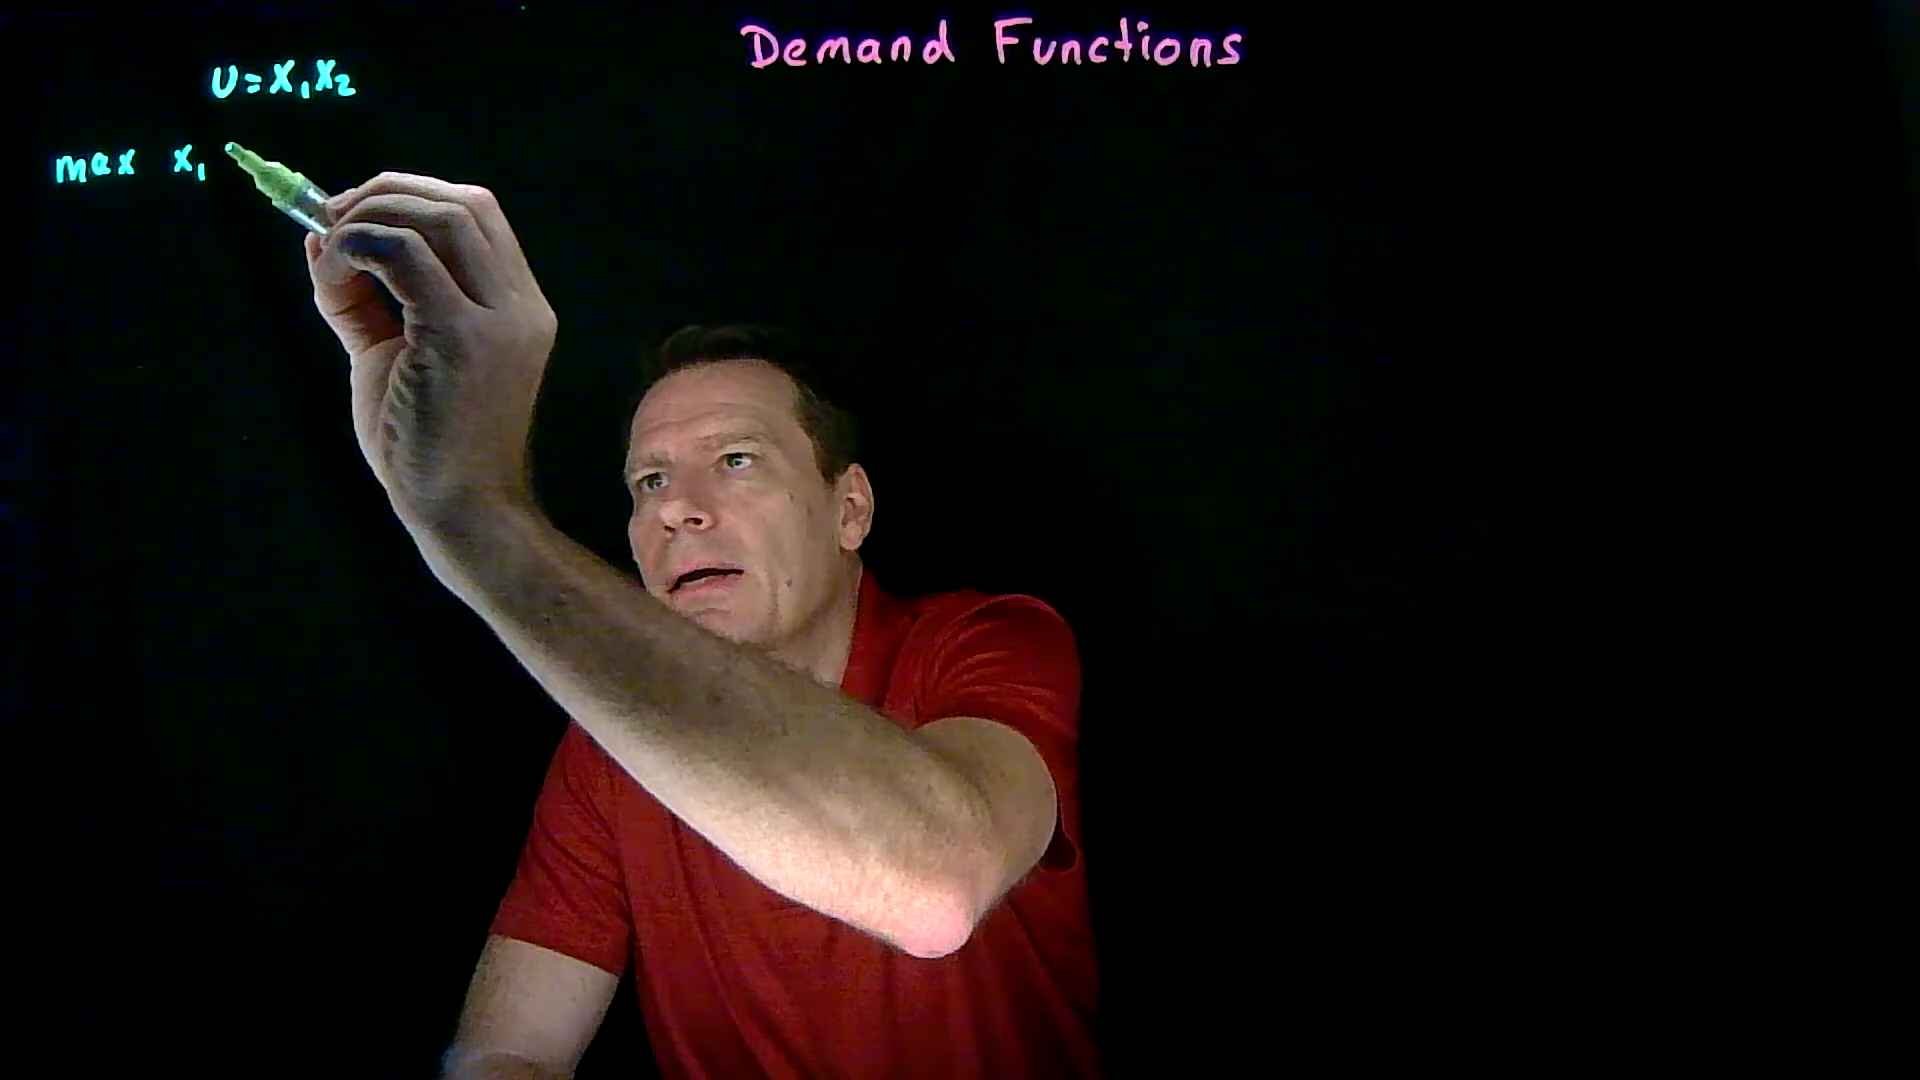 Demand Functions
U = x₁x₂
max x₁